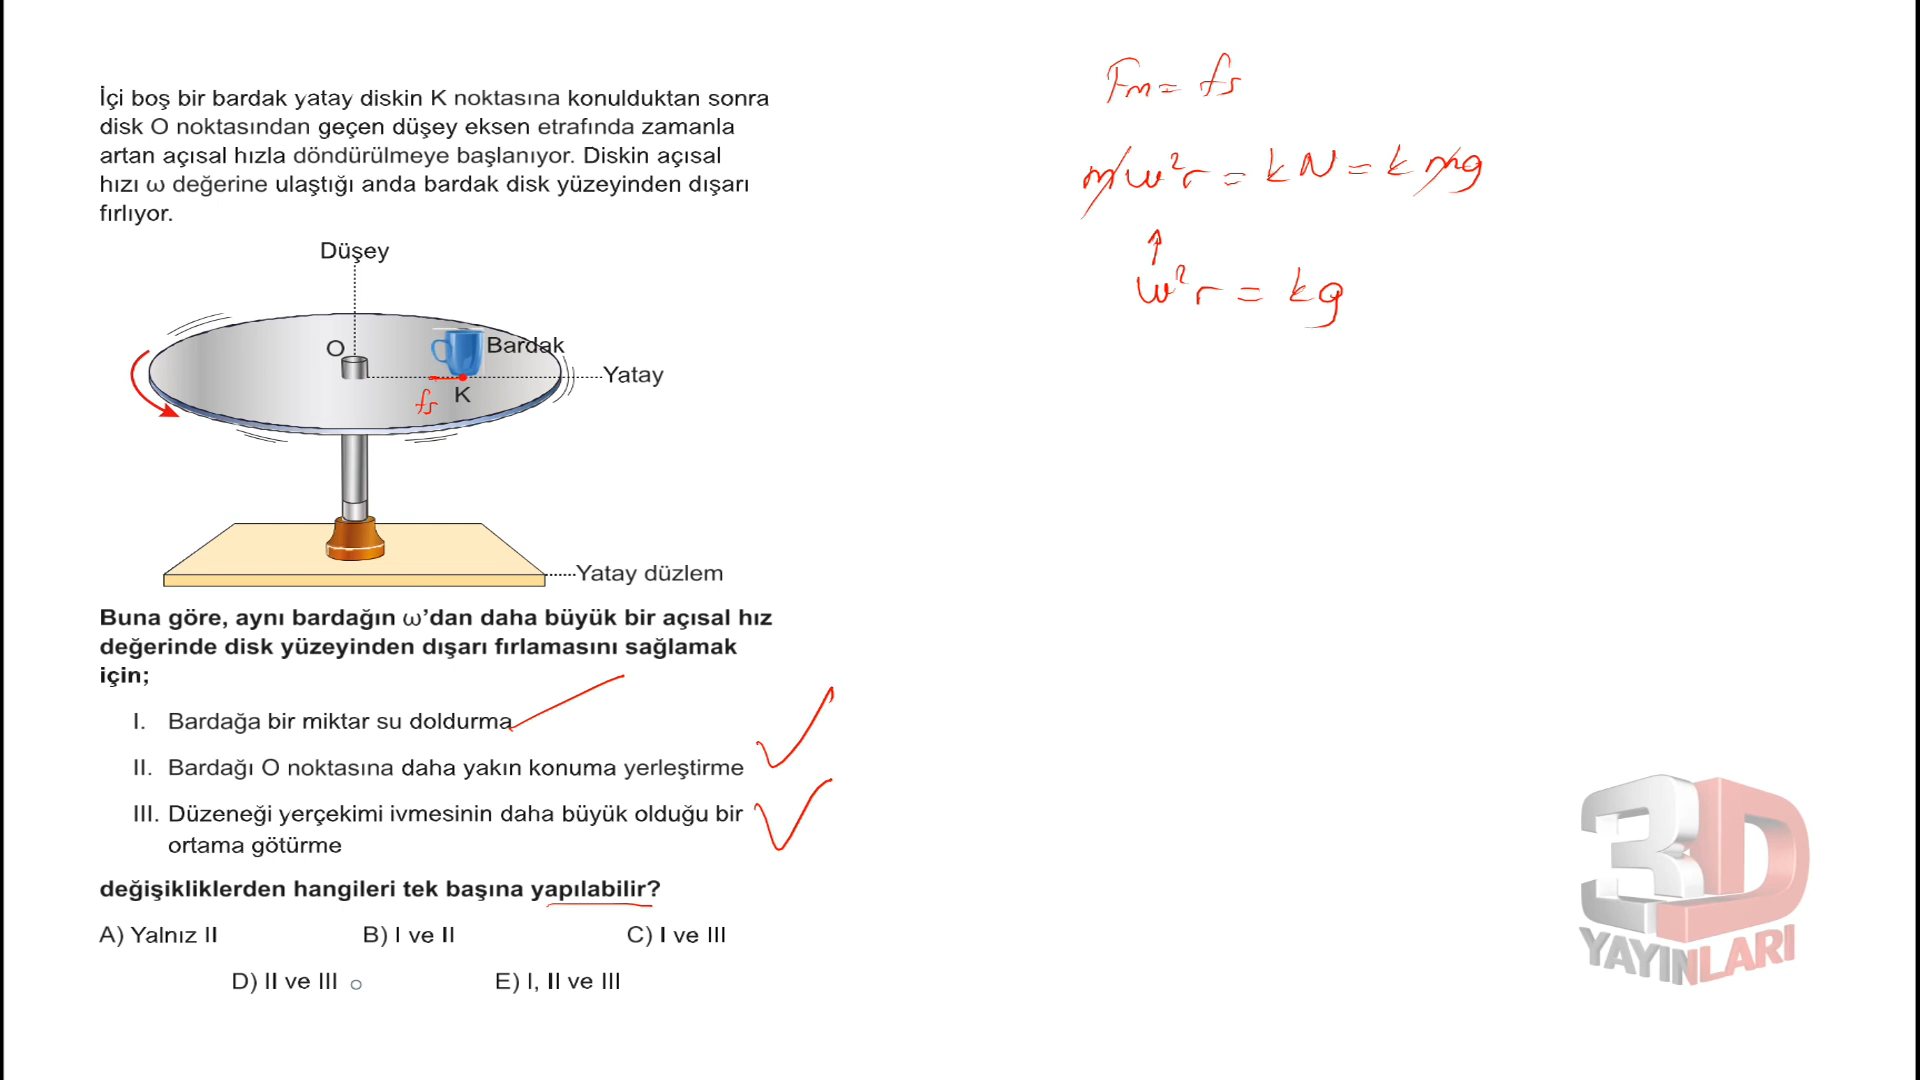 İçi boş bir bardak yatay diskin K noktasına konulduktan sonra
disk O noktasından geçen düşey eksen etrafında zamanla
artan açısal hızla döndürülmeye başlanıyor. Diskin açısal
hızı ω değerine ulaştığı anda bardak disk yüzeyinden dışarı
fırlıyor.
Düşey
O
Bardak
Yatay
fs
K
Yatay düzlem
Buna göre, aynı bardağın ω’dan daha büyük bir açısal hız
değerinde disk yüzeyinden dışarı fırlamasını sağlamak
için;
I. Bardağa bir miktar su doldurma
II. Bardağı O noktasına daha yakın konuma yerleştirme
III. Düzeneği yerçekimi ivmesinin daha büyük olduğu bir
ortama götürme
değişikliklerden hangileri tek başına yapılabilir?
A) Yalnız II B) I ve II C) I ve III
D) II ve III E) I, II ve III
Fm = fs
mw²r = kN = kmg
w²r = kg
3D
YAYINLARI